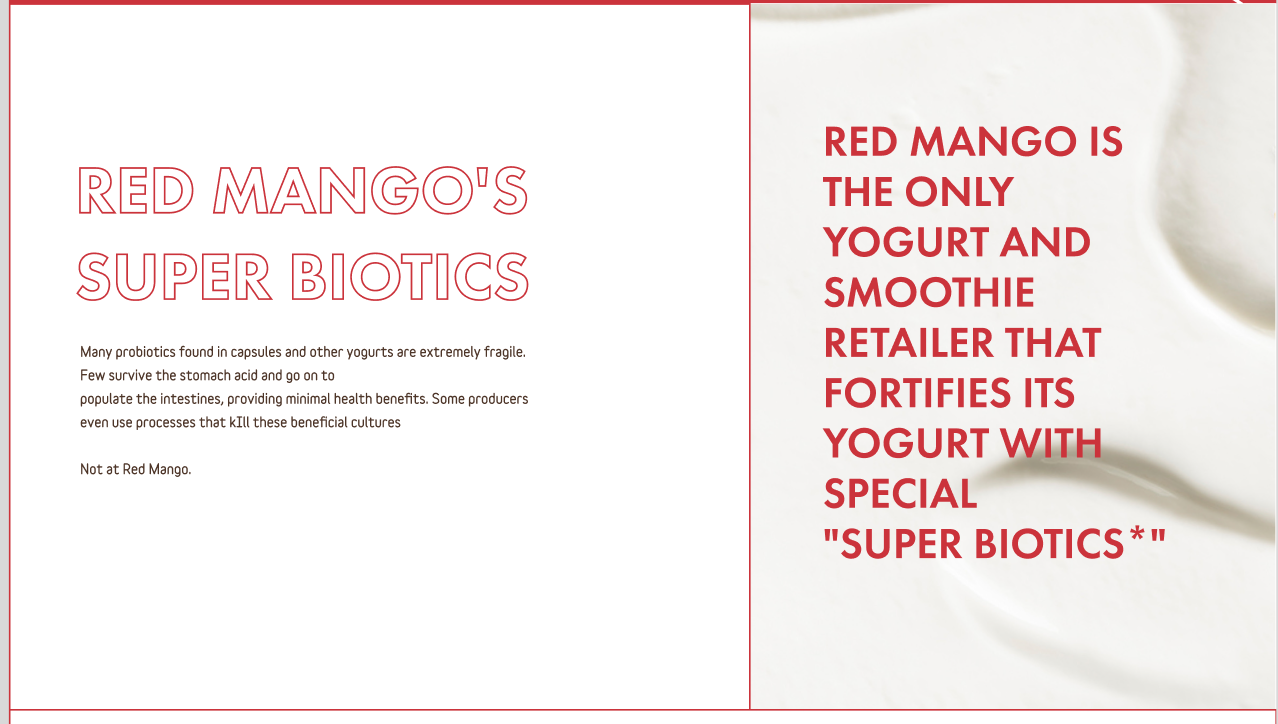 RED MANGO'S
SUPER BIOTICS
Many probiotics found in capsules and other yogurts are extremely fragile.
Few survive the stomach acid and go on to
populate the intestines, providing minimal health benefits. Some producers
even use processes that kIll these beneficial cultures
Not at Red Mango.
RED MANGO IS
THE ONLY
YOGURT AND
SMOOTHIE
RETAILER THAT
FORTIFIES ITS
YOGURT WITH
SPECIAL
"SUPER BIOTICS*"